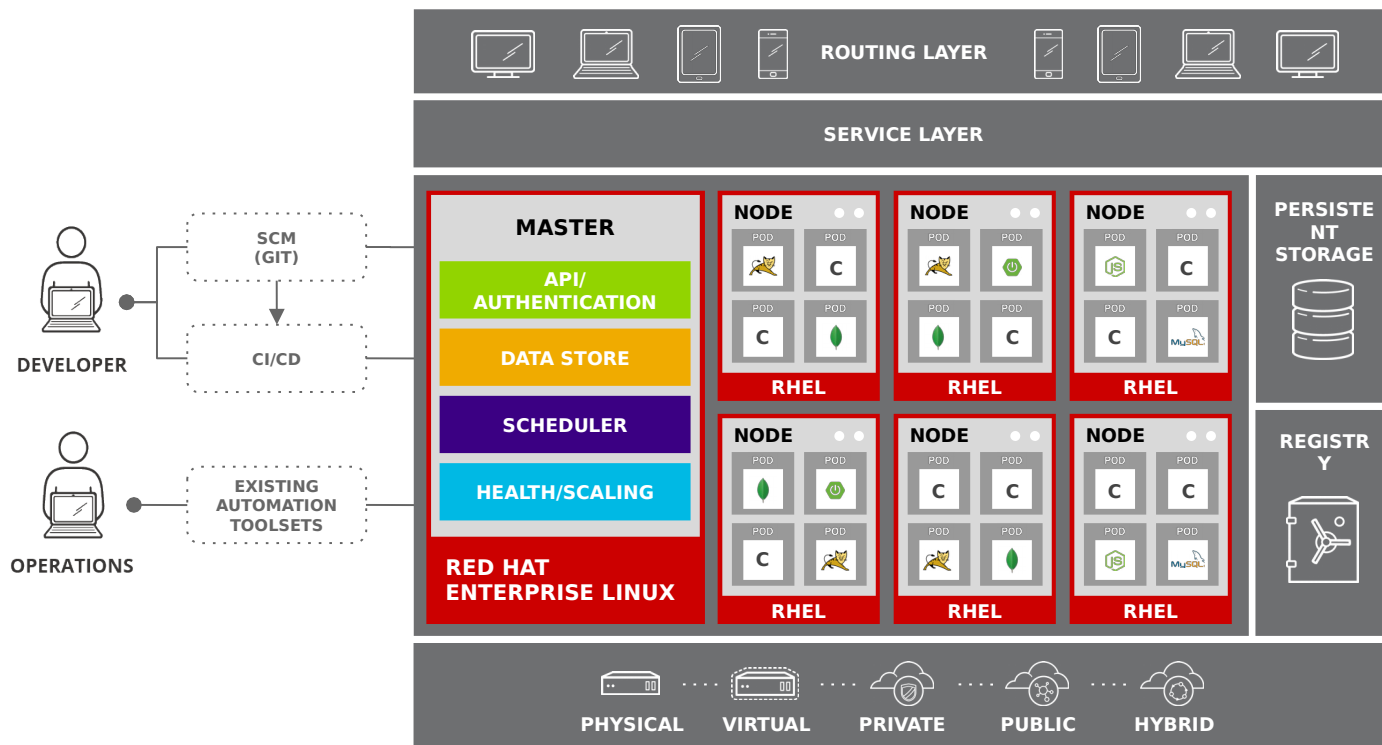 ROUTING LAYER
SERVICE LAYER
SCM
(GIT)
CI/CD
DEVELOPER
EXISTING
AUTOMATION
TOOLSETS
OPERATIONS
MASTER
API/
AUTHENTICATION
DATA STORE
SCHEDULER
HEALTH/SCALING
RED HAT
ENTERPRISE LINUX
NODE
POD
POD
C
POD
POD
C
RHEL
NODE
POD
POD
POD
POD
C
RHEL
NODE
POD
POD
JS
C
POD
POD
C
MySQL
RHEL
NODE
POD
POD
POD
POD
C
RHEL
NODE
POD
POD
C
C
POD
POD
RHEL
NODE
POD
POD
C
C
POD
POD
JS
MySQL
RHEL
PERSISTE
NT
STORAGE
REGISTR
Y
PHYSICAL
VIRTUAL
PRIVATE
PUBLIC
HYBRID